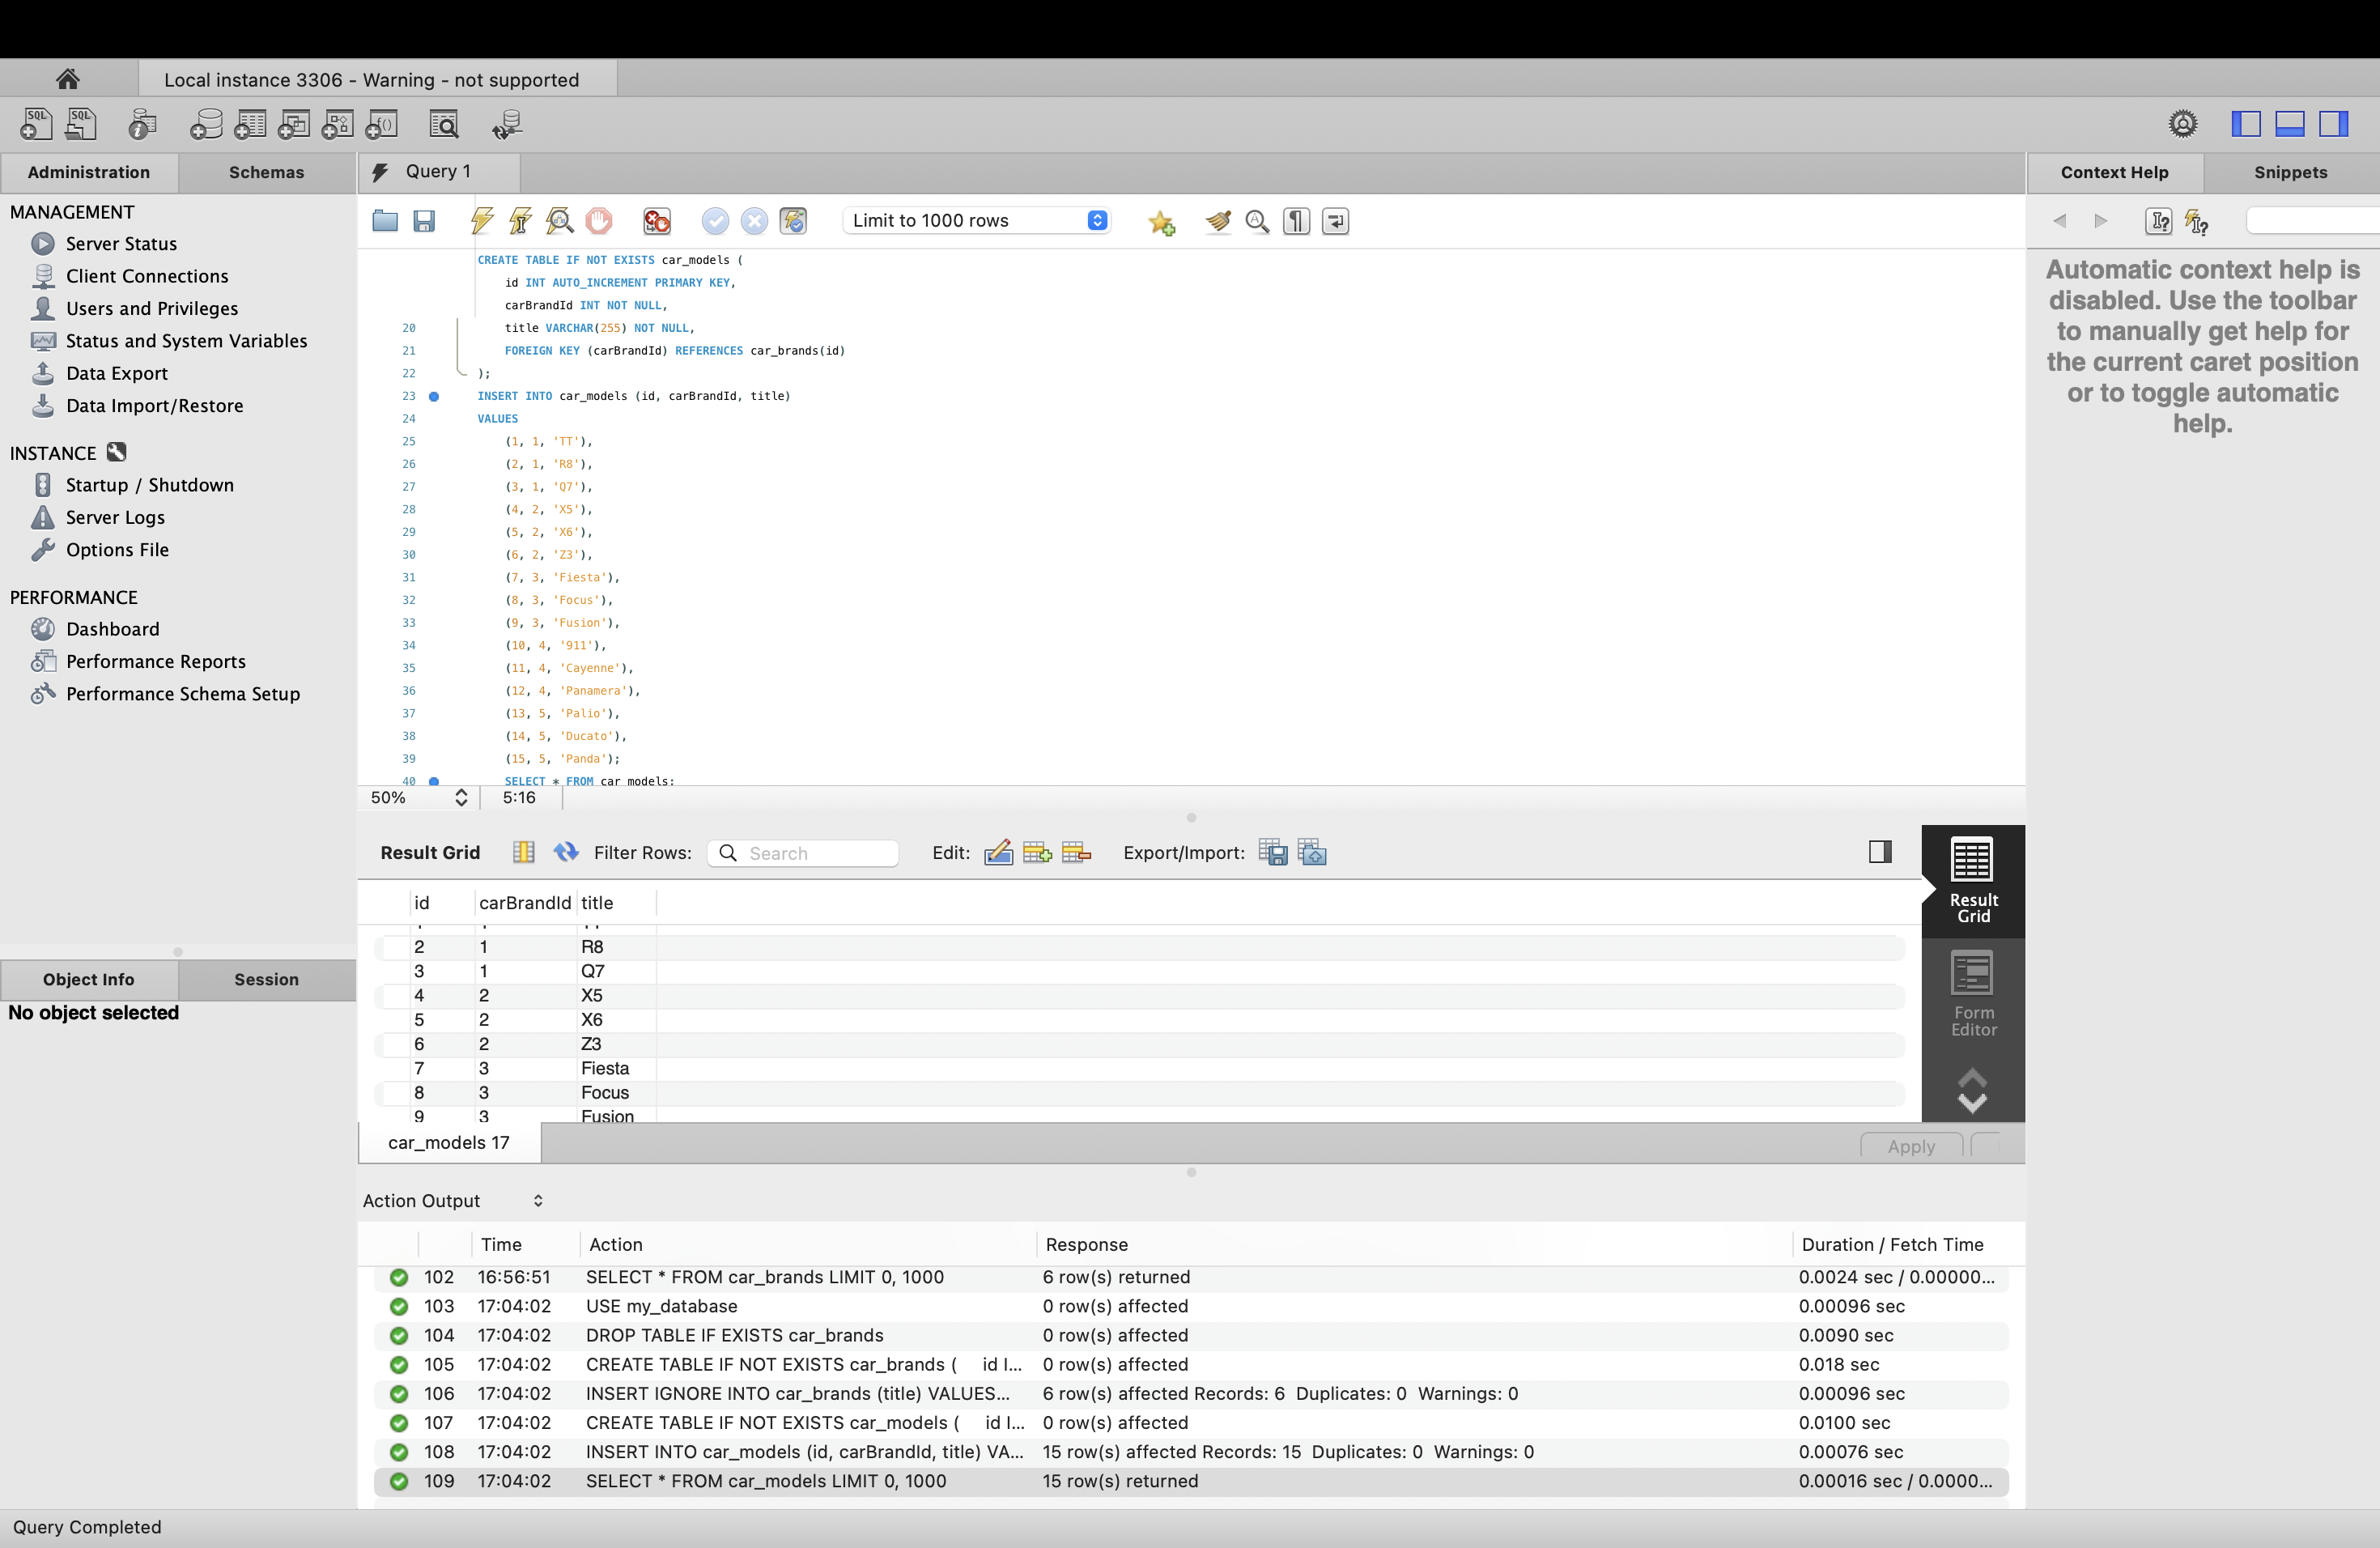 Local instance 3306 - Warning - not supported
SQL SQL
Administration Schemas
MANAGEMENT
Server Status
Client Connections
Users and Privileges
Status and System Variables
Data Export
Data Import/Restore
INSTANCE
Startup / Shutdown
Server Logs
Options File
PERFORMANCE
Dashboard
Performance Reports
Performance Schema Setup
Object Info Session
No object selected
Query 1
Limit to 1000 rows
CREATE TABLE IF NOT EXISTS car_models (
id INT AUTO_INCREMENT PRIMARY KEY,
carBrandId INT NOT NULL,
20 title VARCHAR(255) NOT NULL,
21 FOREIGN KEY (carBrandId) REFERENCES car_brands(id)
22 );
23 INSERT INTO car_models (id, carBrandId, title)
24 VALUES
25 (1, 1, 'TT'),
26 (2, 1, 'R8'),
27 (3, 1, 'Q7'),
28 (4, 2, 'X5'),
29 (5, 2, 'X6'),
30 (6, 2, 'Z3'),
31 (7, 3, 'Fiesta'),
32 (8, 3, 'Focus'),
33 (9, 3, 'Fusion'),
34 (10, 4, '911'),
35 (11, 4, 'Cayenne'),
36 (12, 4, 'Panamera'),
37 (13, 5, 'Palio'),
38 (14, 5, 'Ducato'),
39 (15, 5, 'Panda');
40 SELECT * FROM car_models;
50% 5:16
Result Grid Filter Rows: Search Edit: Export/Import:
id carBrandId title
2 1 R8
3 1 Q7
4 2 X5
5 2 X6
6 2 Z3
7 3 Fiesta
8 3 Focus
9 3 Fusion
Result
Grid
Form
Editor
car_models 17
Apply
Action Output
Time Action Response Duration / Fetch Time
102 16:56:51 SELECT * FROM car_brands LIMIT 0, 1000 6 row(s) returned 0.0024 sec / 0.00000...
103 17:04:02 USE my_database 0 row(s) affected 0.00096 sec
104 17:04:02 DROP TABLE IF EXISTS car_brands 0 row(s) affected 0.0090 sec
105 17:04:02 CREATE TABLE IF NOT EXISTS car_brands ( id I... 0 row(s) affected 0.018 sec
106 17:04:02 INSERT IGNORE INTO car_brands (title) VALUES... 6 row(s) affected Records: 6 Duplicates: 0 Warnings: 0 0.00096 sec
107 17:04:02 CREATE TABLE IF NOT EXISTS car_models ( id I... 0 row(s) affected 0.0100 sec
108 17:04:02 INSERT INTO car_models (id, carBrandId, title) VA... 15 row(s) affected Records: 15 Duplicates: 0 Warnings: 0 0.00076 sec
109 17:04:02 SELECT * FROM car_models LIMIT 0, 1000 15 row(s) returned 0.00016 sec / 0.0000...
Context Help Snippets
Automatic context help is
disabled. Use the toolbar
to manually get help for
the current caret position
or to toggle automatic
help.
Query Completed